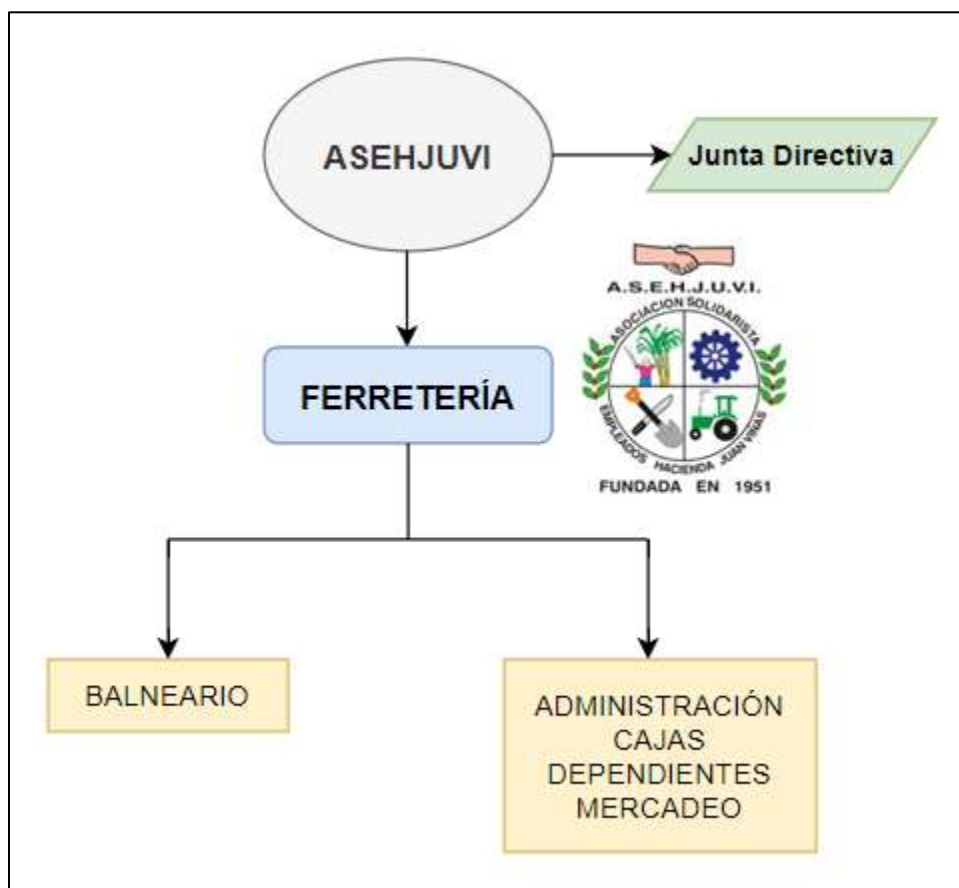 ASEHJUVI
Junta Directiva
A.S.E.H.J.U.V.I.
ASOCIACION SOLIDARISTA
EMPLEADOS HACIENDA JUAN VIÑAS
FUNDADA EN 1951
FERRETERÍA
BALNEARIO
ADMINISTRACIÓN
CAJAS
DEPENDIENTES
MERCADEO